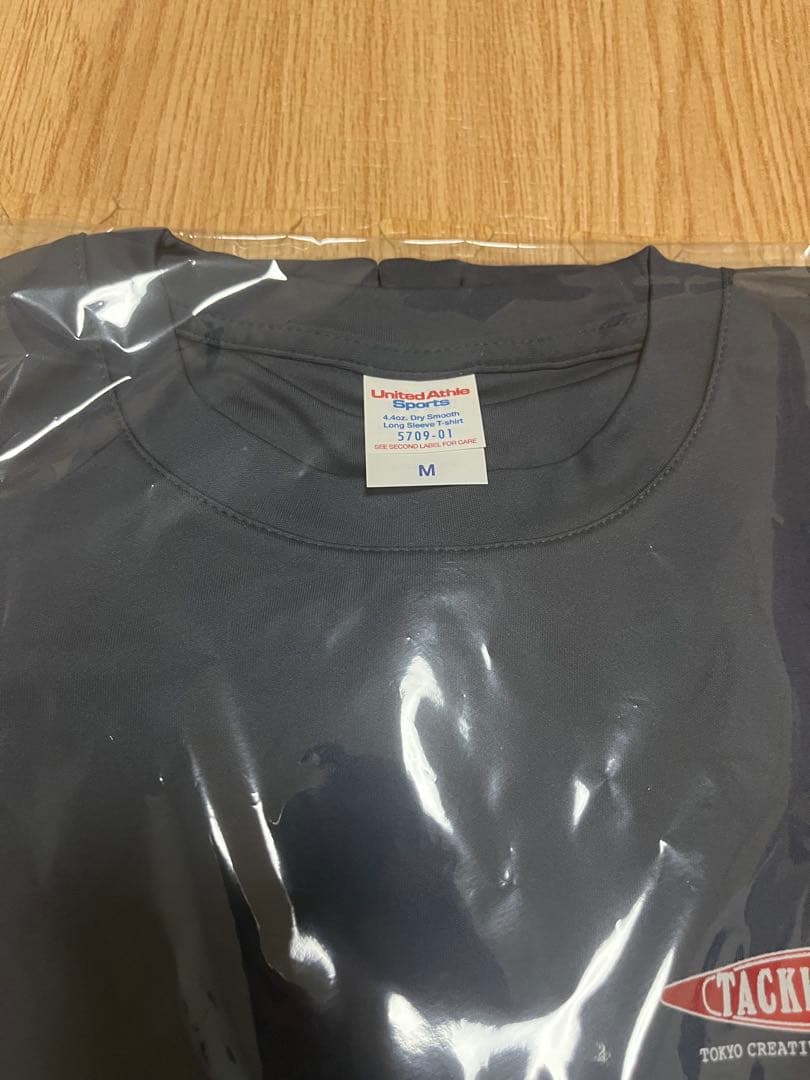 United Athle
Sports
4.4oz. Dry Smooth
Long Sleeve T-shirt
5709-01
SEE SECOND LABEL FOR CARE
M
TACKL
TOKYO CREATIV